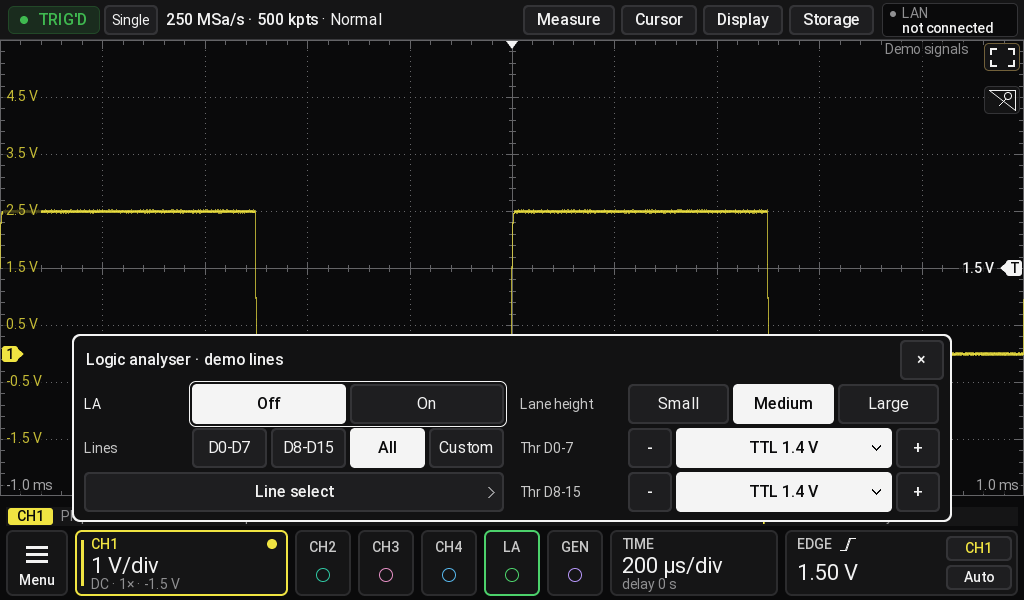 TRIG'D Single 250 MSa/s · 500 kpts · Normal Measure Cursor Display Storage LAN
not connected
Demo signals
4.5 V
3.5 V
2.5 V
1.5 V 1.5 V T
0.5 V
1
-0.5 V
-1.5 V
-1.0 ms 1.0 ms
Logic analyser · demo lines ×
LA Off On Lane height Small Medium Large
Lines D0-D7 D8-D15 All Custom Thr D0-7 - TTL 1.4 V +
Line select Thr D8-15 - TTL 1.4 V +
CH1
Menu
CH1
1 V/div
DC · 1× · -1.5 V
CH2 CH3 CH4 LA GEN
TIME
200 µs/div
delay 0 s
EDGE
1.50 V
CH1
Auto